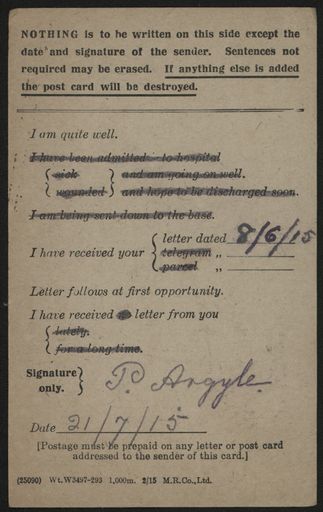 NOTHING is to be written on this side except the
date and signature of the sender. Sentences not
required may be erased. If anything else is added
the post card will be destroyed.
I am quite well.
I have been admitted into hospital
sick and am going on well.
wounded and hope to be discharged soon.
I am being sent down to the base.
letter dated 8/6/15
I have received your telegram „
parcel „
Letter follows at first opportunity.
I have received letter from you
lately.
for a long time.
Signature only. P. Argyle.
Date 21/7/15
[Postage must be prepaid on any letter or post card
addressed to the sender of this card.]
(25090) Wt.W3497-293 1,000m. 2/15 M.R.Co.,Ltd.